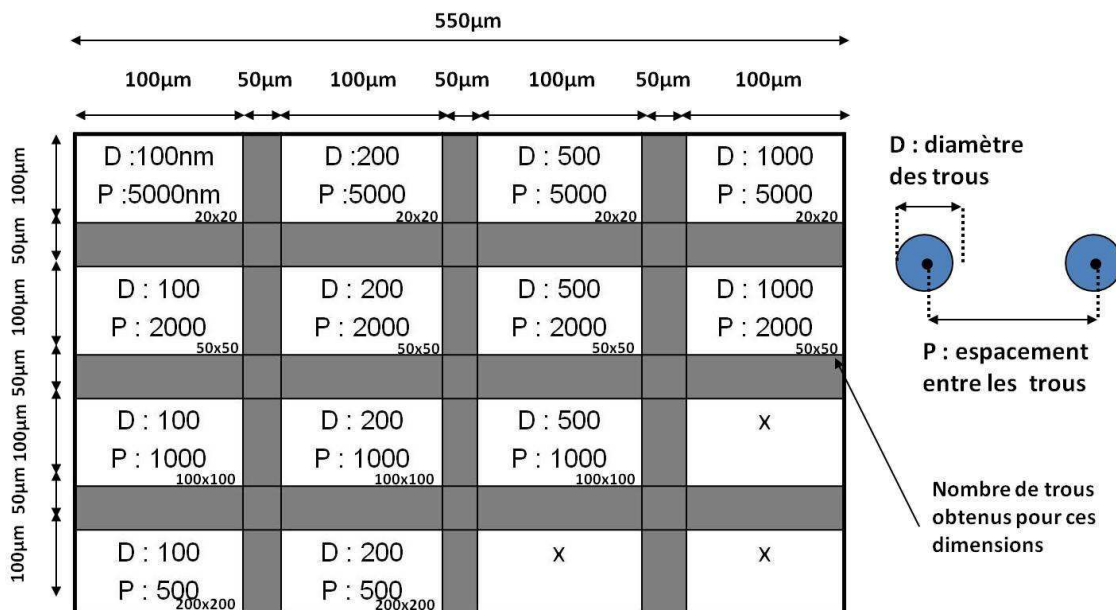 550µm
100µm 50µm 100µm 50µm 100µm 50µm 100µm
100µm
50µm
100µm
50µm
100µm
50µm
100µm
D :100nm
P :5000nm
20x20
D :200
P :5000
20x20
D : 500
P : 5000
20x20
D : 1000
P : 5000
20x20
D : 100
P : 2000
50x50
D : 200
P : 2000
50x50
D : 500
P : 2000
50x50
D : 1000
P : 2000
50x50
D : 100
P : 1000
100x100
D : 200
P : 1000
100x100
D : 500
P : 1000
100x100
x
D : 100
P : 500
200x200
D : 200
P : 500
200x200
x
x
D : diamètre
des trous
P : espacement
entre les trous
Nombre de trous
obtenus pour ces
dimensions